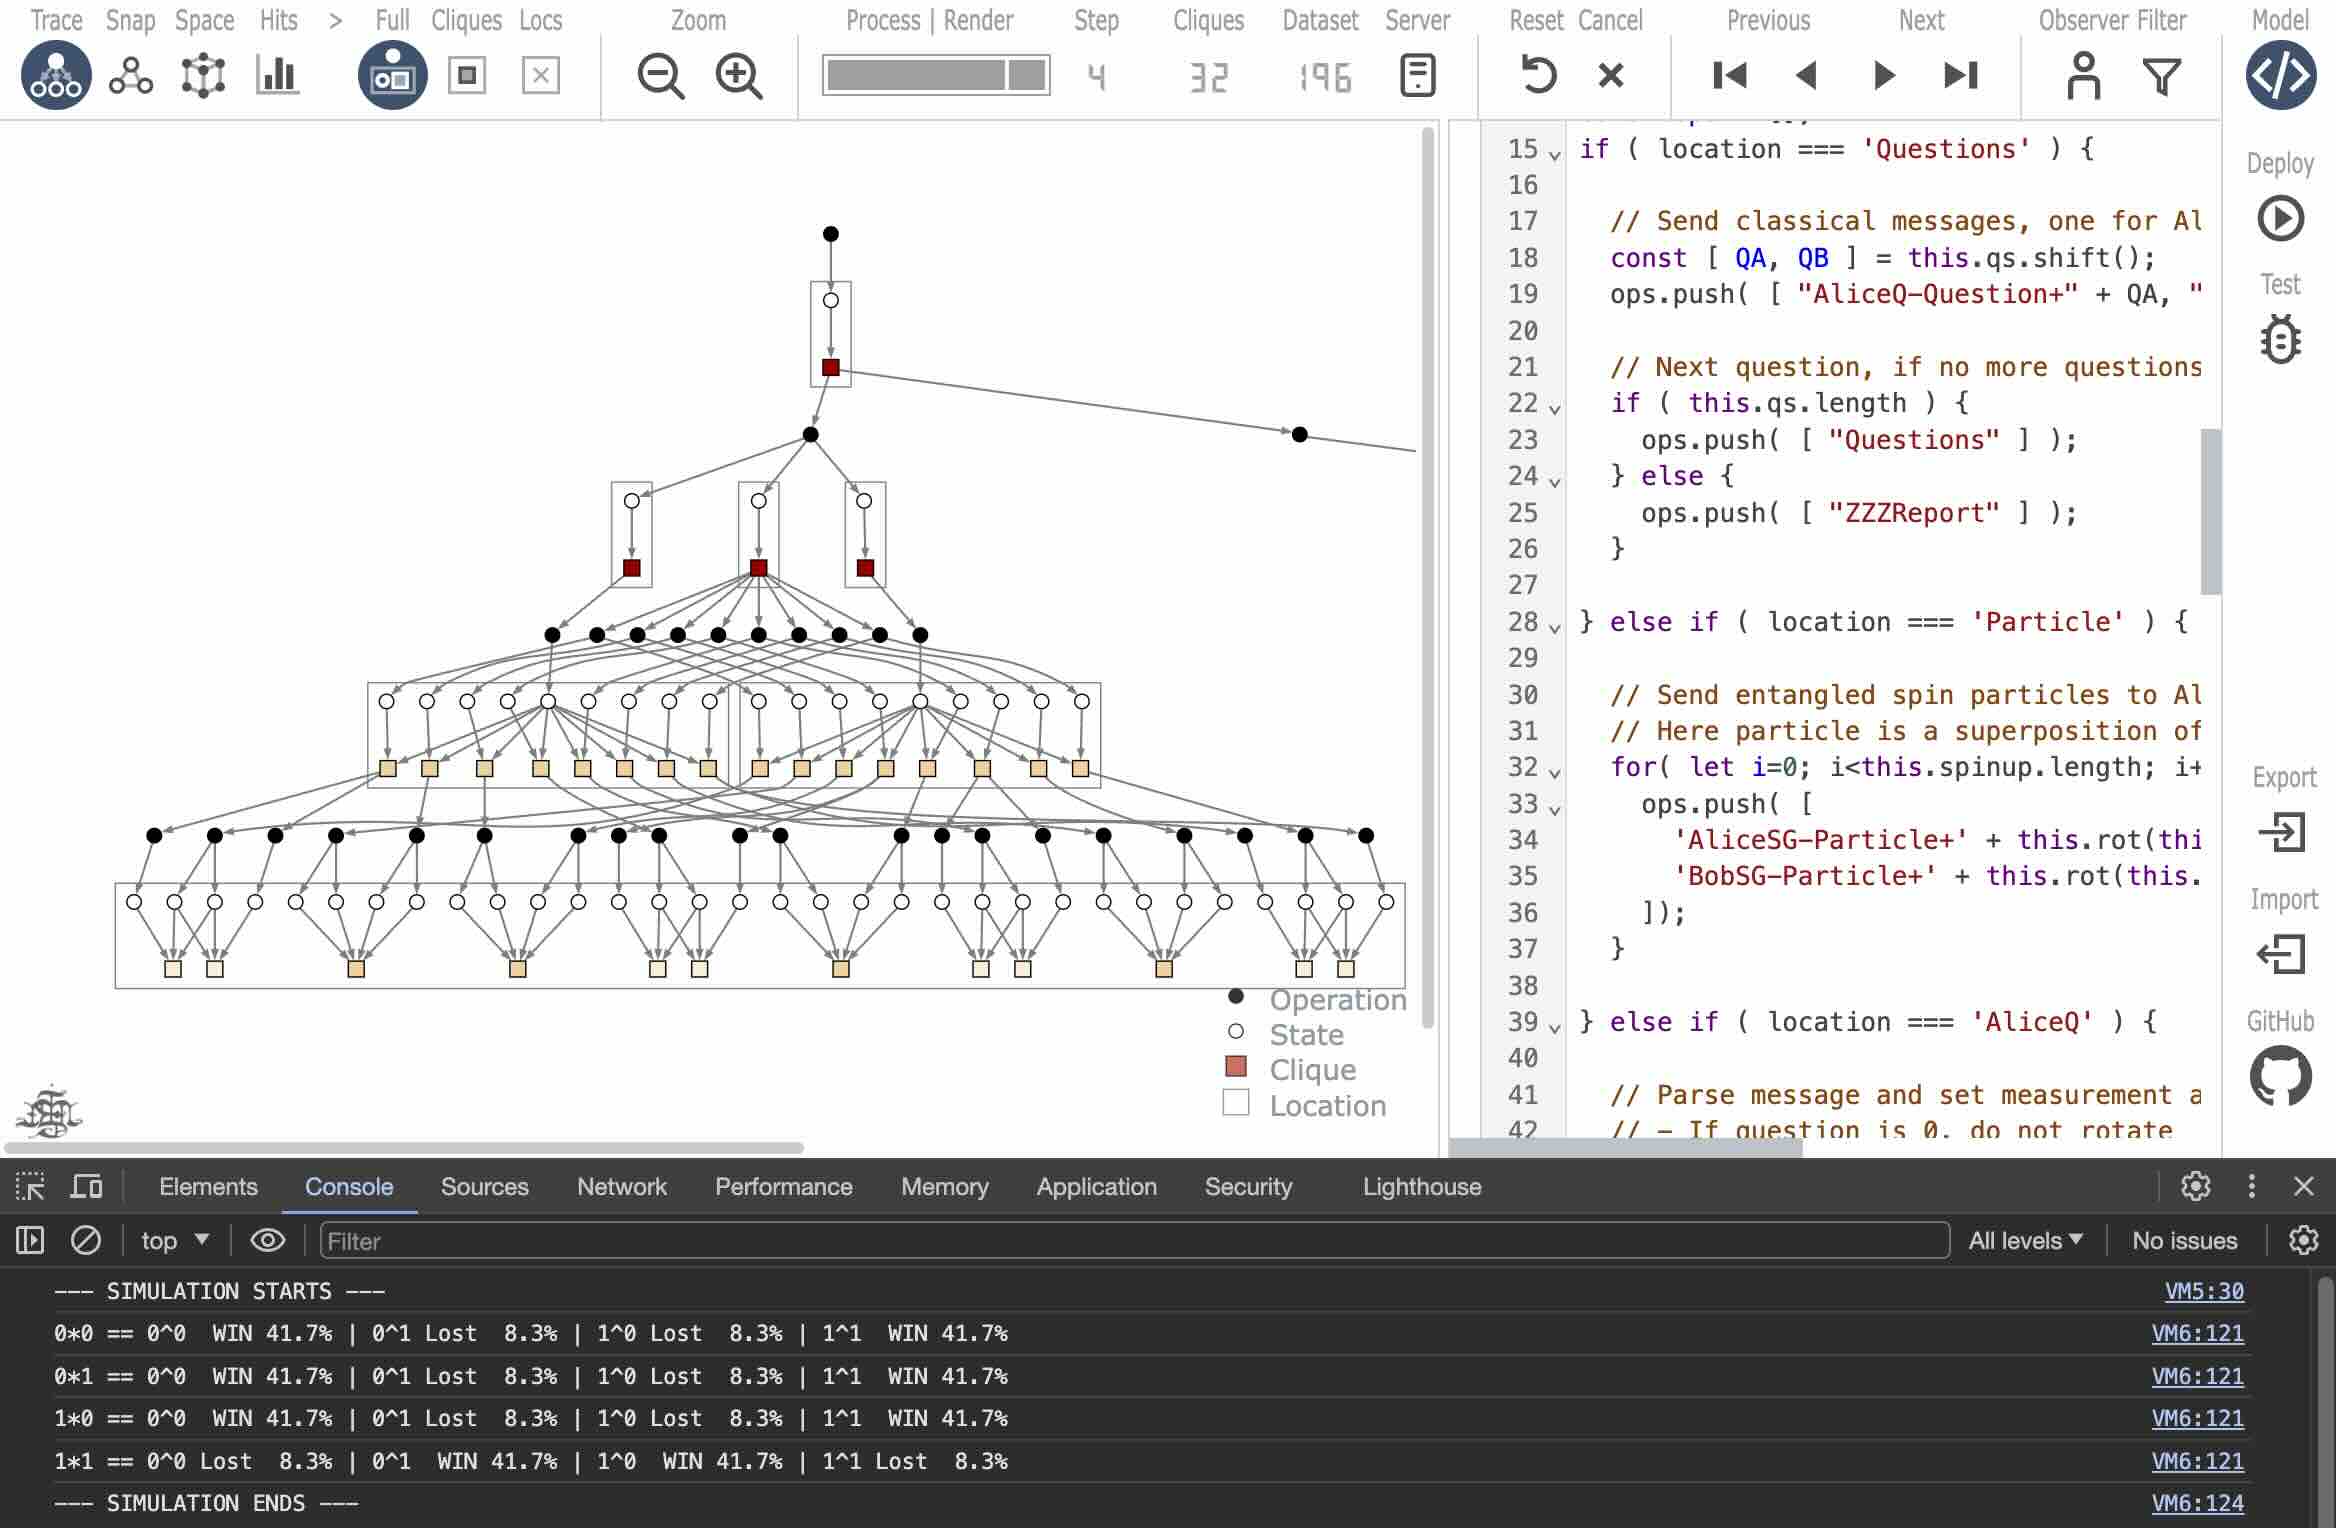 Trace Snap Space Hits > Full Cliques Locs Zoom Process | Render Step Cliques Dataset Server Reset Cancel Previous Next Observer Filter Model
4 32 196
15 if ( location === 'Questions' ) {
16
17 // Send classical messages, one for Al
18 const [ QA, QB ] = this.qs.shift();
19 ops.push( [ "AliceQ-Question+" + QA, "
20
21 // Next question, if no more questions
22 if ( this.qs.length ) {
23 ops.push( [ "Questions" ] );
24 } else {
25 ops.push( [ "ZZZReport" ] );
26 }
27
28 } else if ( location === 'Particle' ) {
29
30 // Send entangled spin particles to Al
31 // Here particle is a superposition of
32 for( let i=0; i<this.spinup.length; i+
33 ops.push( [
34 'AliceSG-Particle+' + this.rot(thi
35 'BobSG-Particle+' + this.rot(this.
36 ]);
37 }
38
39 } else if ( location === 'AliceQ' ) {
40
41 // Parse message and set measurement a
42 // - If question is 0, do not rotate
Deploy
Test
Export
Import
GitHub
Operation
State
Clique
Location
Elements Console Sources Network Performance Memory Application Security Lighthouse
top Filter All levels No issues
--- SIMULATION STARTS --- VM5:30
0*0 == 0^0 WIN 41.7% | 0^1 Lost 8.3% | 1^0 Lost 8.3% | 1^1 WIN 41.7% VM6:121
0*1 == 0^0 WIN 41.7% | 0^1 Lost 8.3% | 1^0 Lost 8.3% | 1^1 WIN 41.7% VM6:121
1*0 == 0^0 WIN 41.7% | 0^1 Lost 8.3% | 1^0 Lost 8.3% | 1^1 WIN 41.7% VM6:121
1*1 == 0^0 Lost 8.3% | 0^1 WIN 41.7% | 1^0 WIN 41.7% | 1^1 Lost 8.3% VM6:121
--- SIMULATION ENDS --- VM6:124